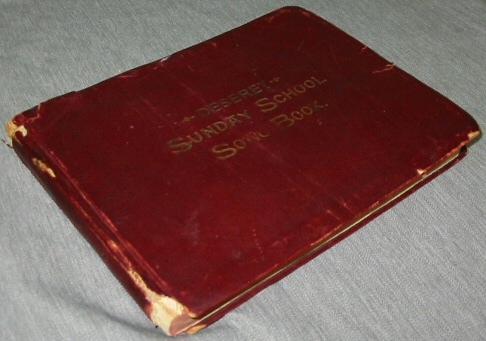 DESERET
SUNDAY SCHOOL
SONG BOOK.